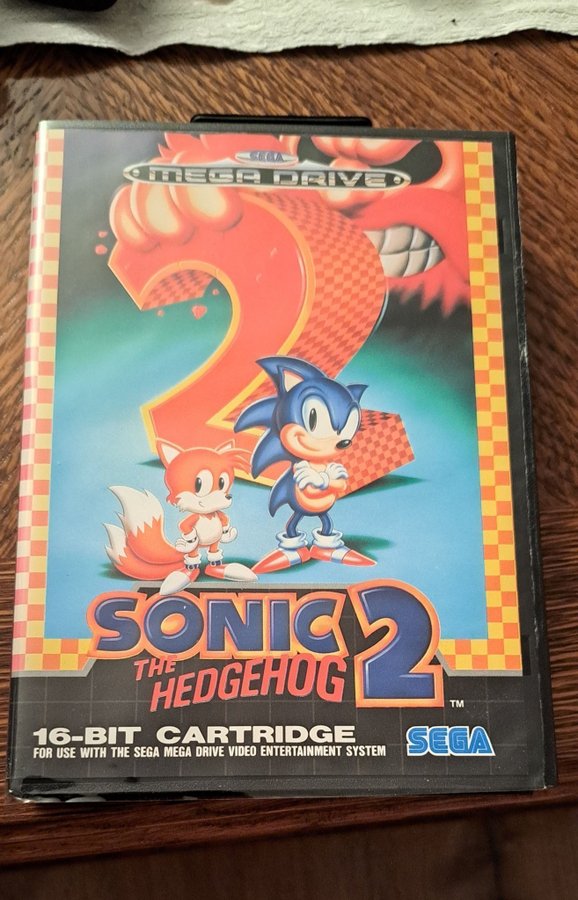 SEGA
MEGA DRIVE
2
SONIC
THE
HEDGEHOG 2 ™
16-BIT CARTRIDGE
FOR USE WITH THE SEGA MEGA DRIVE VIDEO ENTERTAINMENT SYSTEM
SEGA